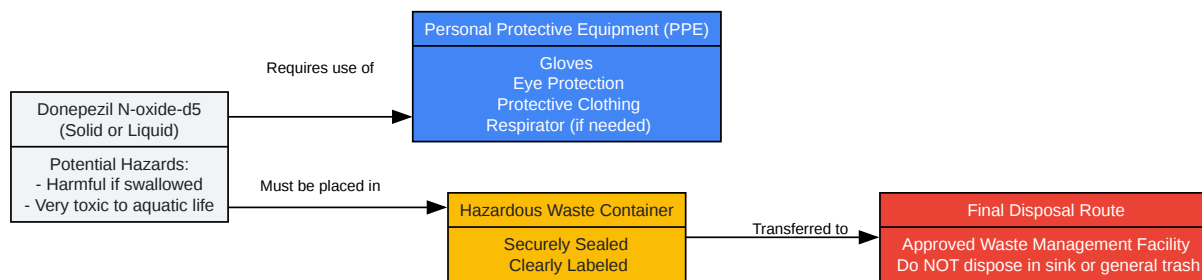 Personal Protective Equipment (PPE)
Gloves
Eye Protection
Protective Clothing
Respirator (if needed)
Requires use of
Donepezil N-oxide-d5
(Solid or Liquid)
Potential Hazards:
- Harmful if swallowed
- Very toxic to aquatic life
Must be placed in
Hazardous Waste Container
Securely Sealed
Clearly Labeled
Transferred to
Final Disposal Route
Approved Waste Management Facility
Do NOT dispose in sink or general trash